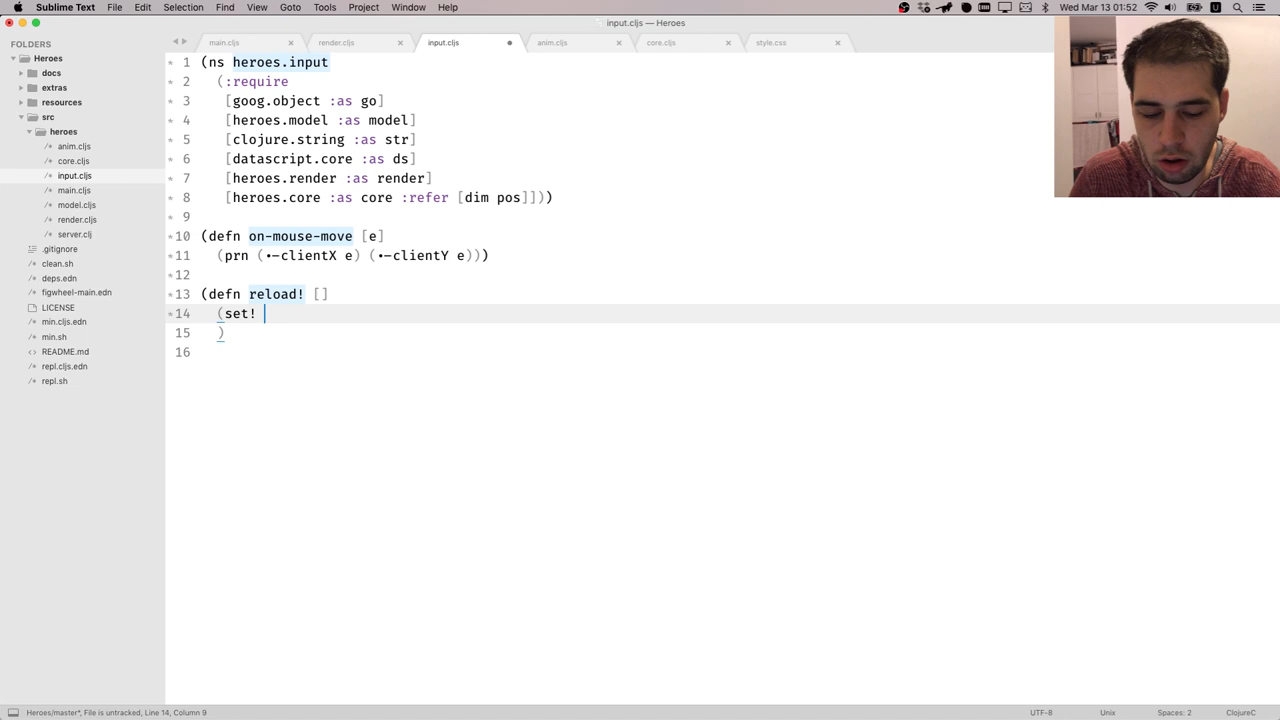 Sublime Text File Edit Selection Find View Goto Tools Project Window Help Wed Mar 13 01:52
input.cljs — Heroes
FOLDERS
Heroes
docs
extras
resources
src
heroes
anim.cljs
core.cljs
input.cljs
main.cljs
model.cljs
render.cljs
server.clj
.gitignore
clean.sh
deps.edn
figwheel-main.edn
LICENSE
min.cljs.edn
min.sh
README.md
repl.cljs.edn
repl.sh
main.cljs render.cljs input.cljs anim.cljs core.cljs style.css
1 (ns heroes.input
2 (:require
3 [goog.object :as go]
4 [heroes.model :as model]
5 [clojure.string :as str]
6 [datascript.core :as ds]
7 [heroes.render :as render]
8 [heroes.core :as core :refer [dim pos]]))
9
10 (defn on-mouse-move [e]
11 (prn (•-clientX e) (•-clientY e)))
12
13 (defn reload! []
14 (set!
15 )
16
Heroes/master*, File is untracked, Line 14, Column 9 UTF-8 Unix Spaces: 2 ClojureC